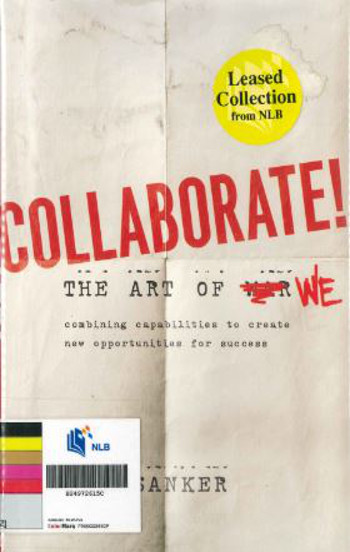 Leased
Collection
from NLB
COLLABORATE!
THE ART OF WAR WE
combining capabilities to create
new opportunities for success
NLB
SANKER